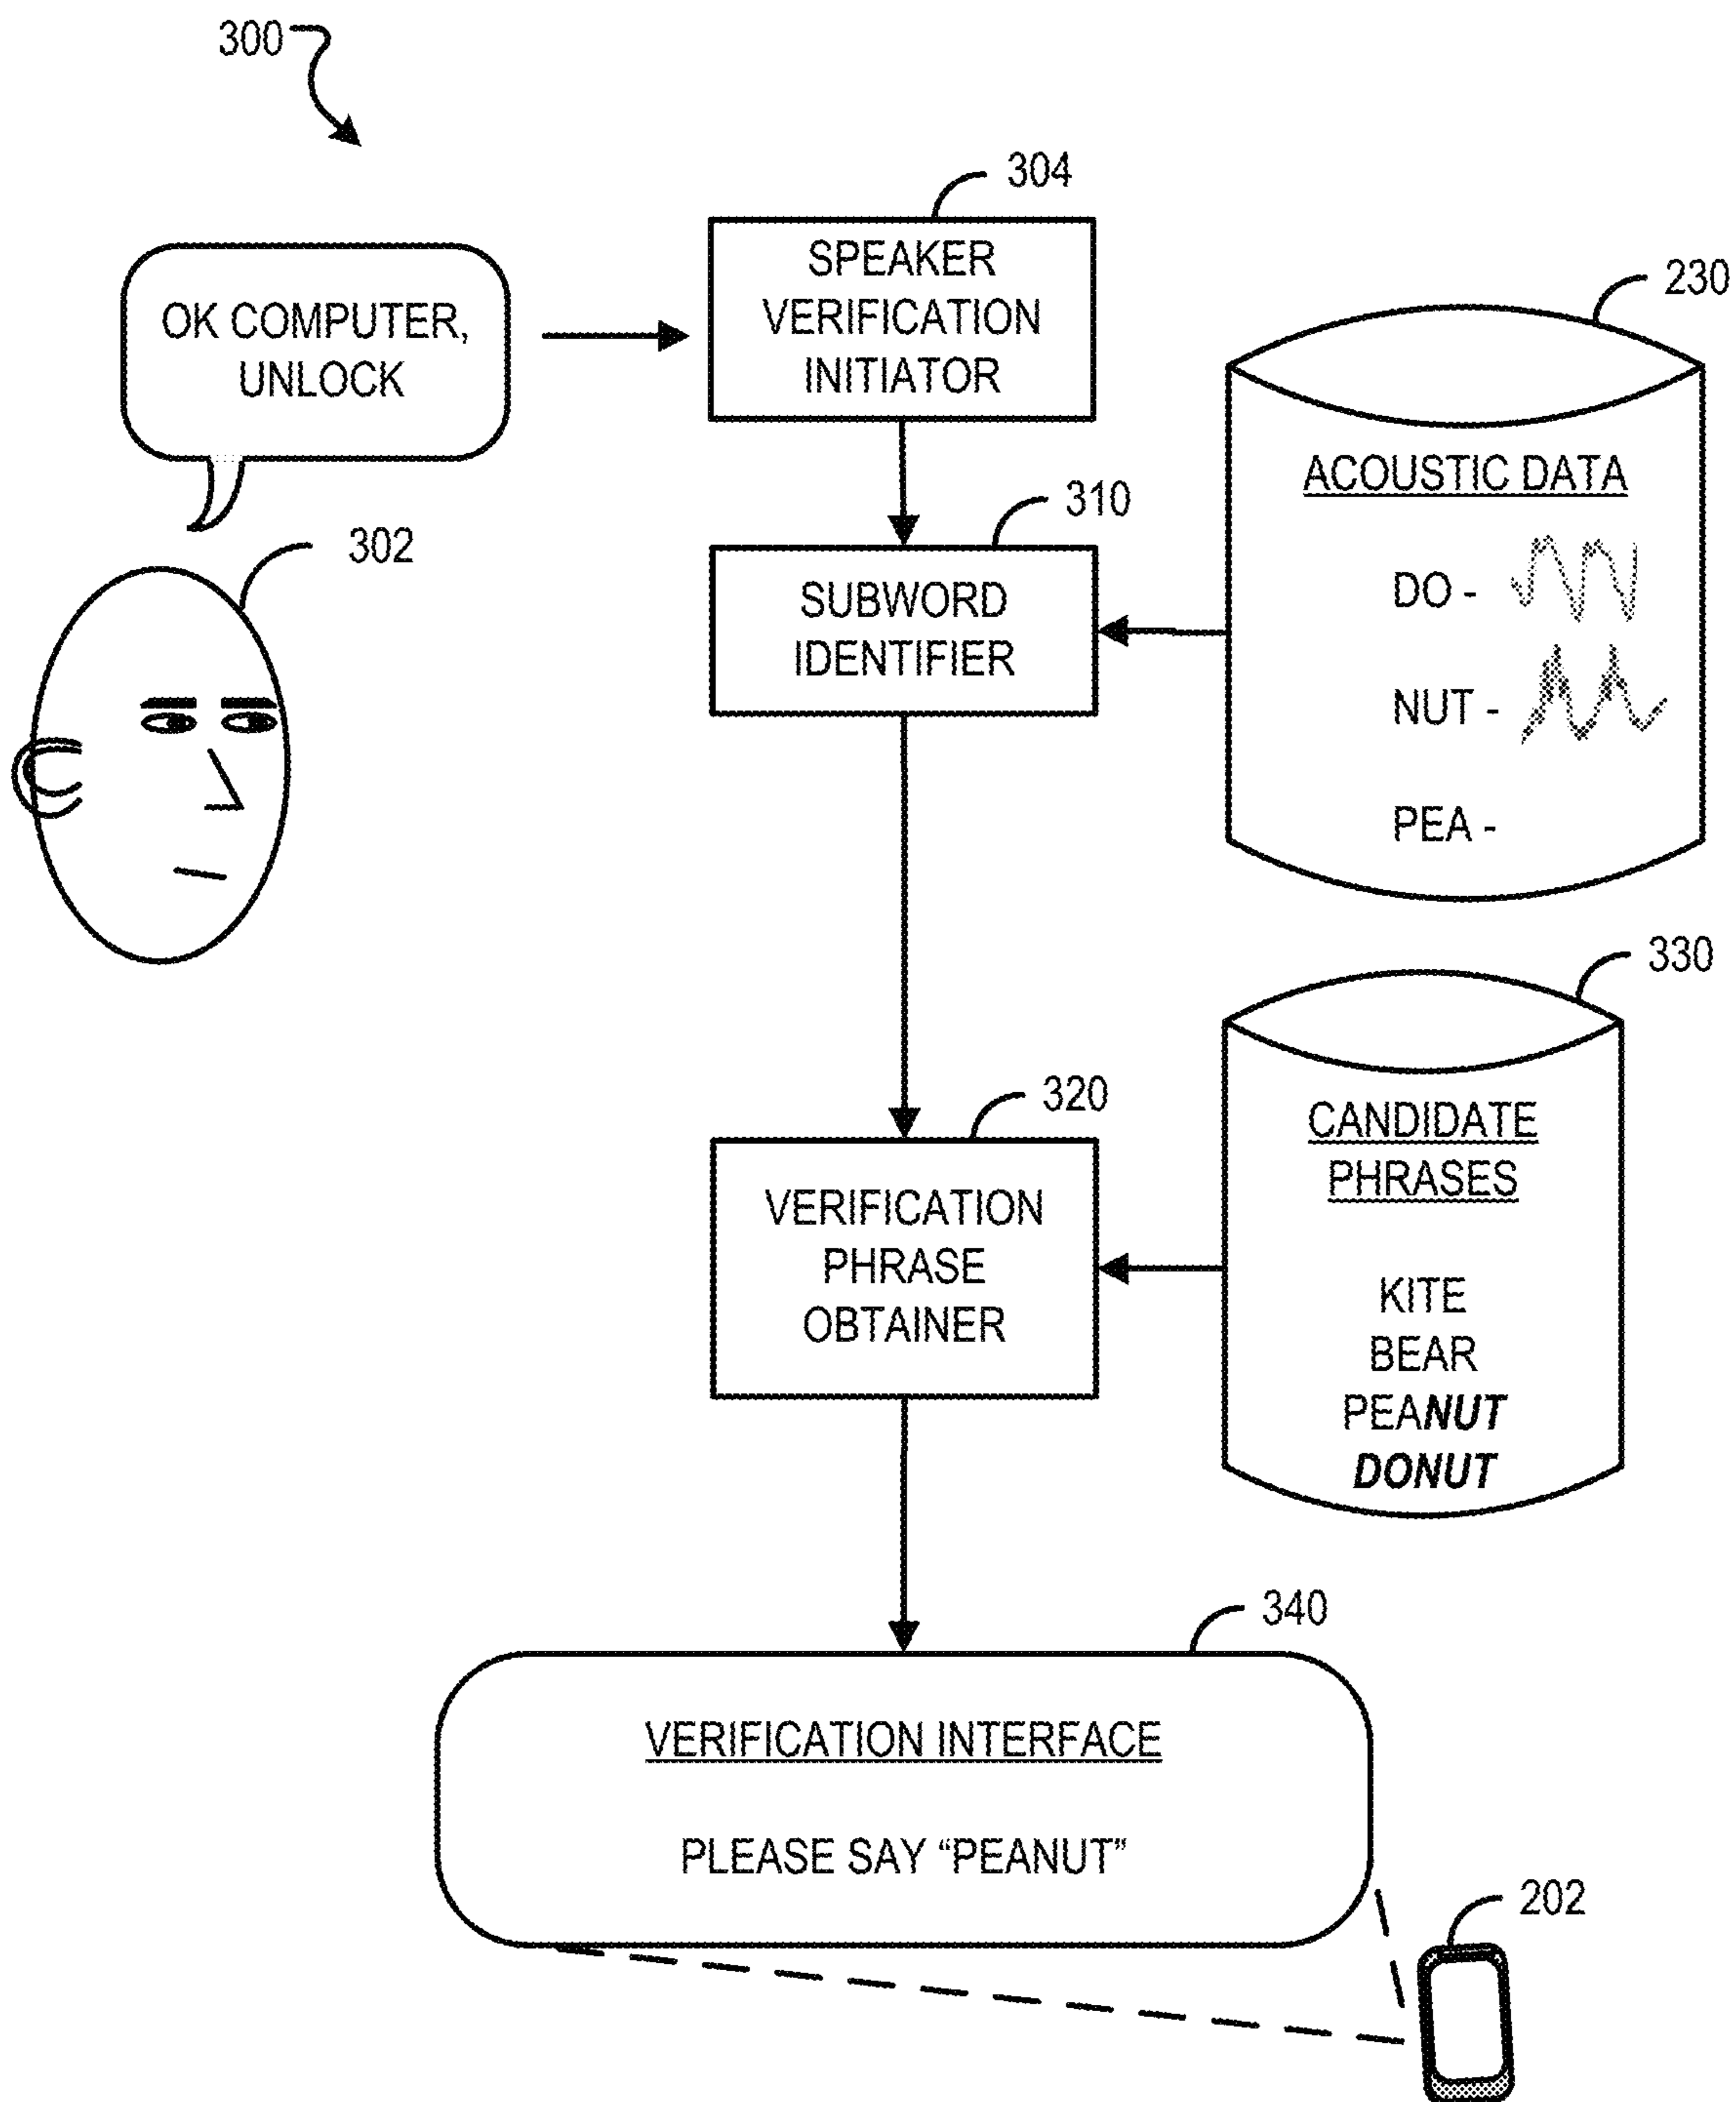 300
304
SPEAKER
VERIFICATION
INITIATOR
OK COMPUTER,
UNLOCK
230
ACOUSTIC DATA
DO -
NUT -
PEA -
310
SUBWORD
IDENTIFIER
302
330
CANDIDATE
PHRASES
KITE
BEAR
PEANUT
DONUT
320
VERIFICATION
PHRASE
OBTAINER
340
VERIFICATION INTERFACE
PLEASE SAY “PEANUT”
202